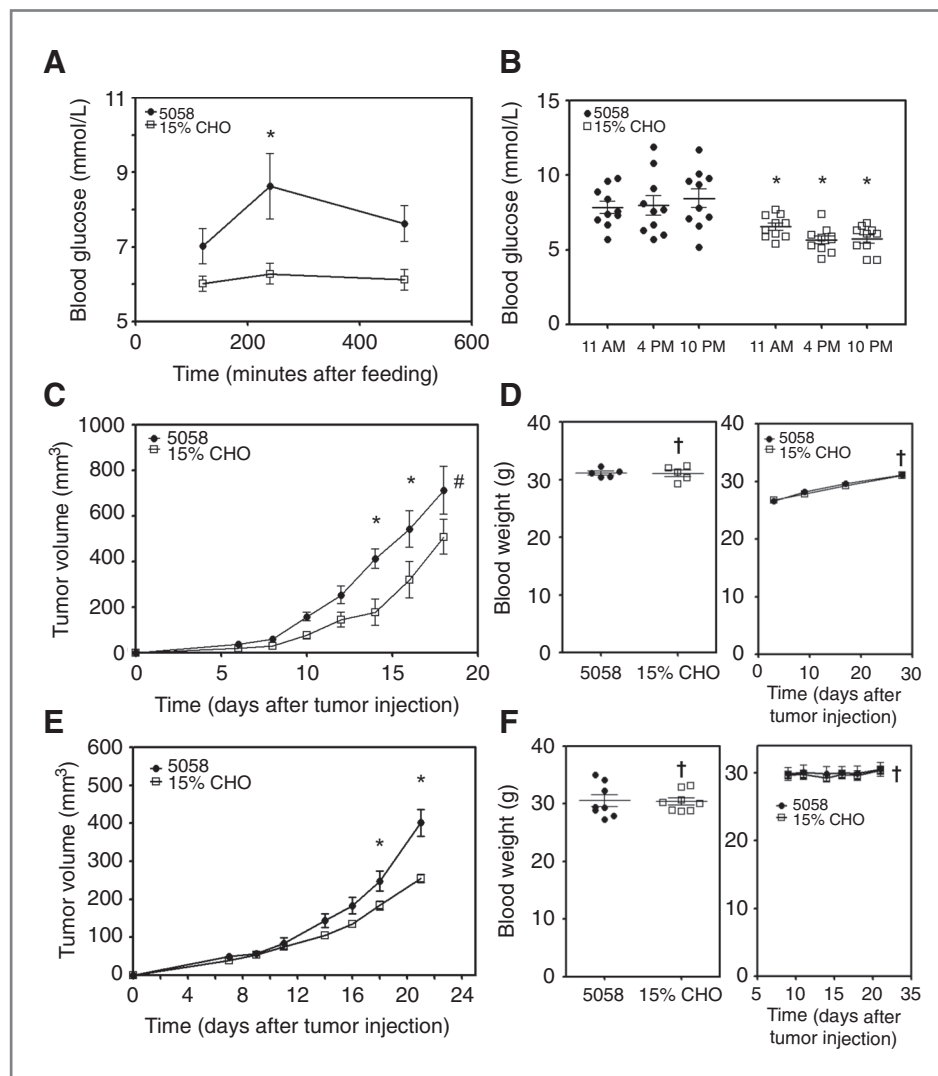 A
11
9
7
5
0
200
400
600
Blood glucose (mmol/L)
Time (minutes after feeding)
5058
15% CHO
*
B
15
10
5
0
Blood glucose (mmol/L)
5058
15% CHO
* * *
11 AM 4 PM 10 PM 11 AM 4 PM 10 PM
C
1000
800
600
400
200
0
0 5 10 15 20
Tumor volume (mm³)
Time (days after tumor injection)
5058
15% CHO
* * #
D
40
30
20
10
0
Blood weight (g)
†
5058 15% CHO
40
30
20
10
0
5058
15% CHO
†
0 10 20 30
Time (days after
tumor injection)
E
600
500
400
300
200
100
0
0 4 8 12 16 20 24
Tumor volume (mm³)
Time (days after tumor injection)
5058
15% CHO
* *
F
40
30
20
10
0
Blood weight (g)
†
5058 15% CHO
30
20
10
0
†
5058
15% CHO
5 10 15 20 35
Time (days after
tumor injection)